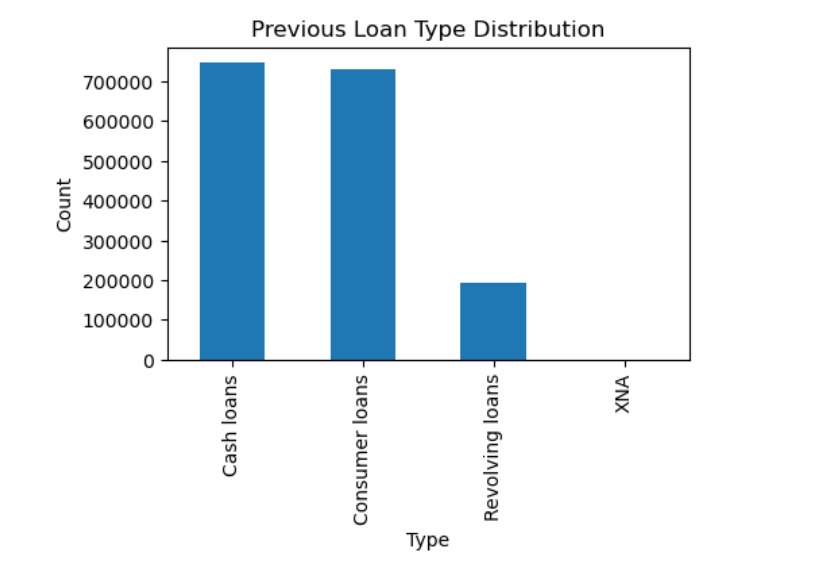 Previous Loan Type Distribution
Count
700000
600000
500000
400000
300000
200000
100000
0
Cash loans
Consumer loans
Revolving loans
XNA
Type